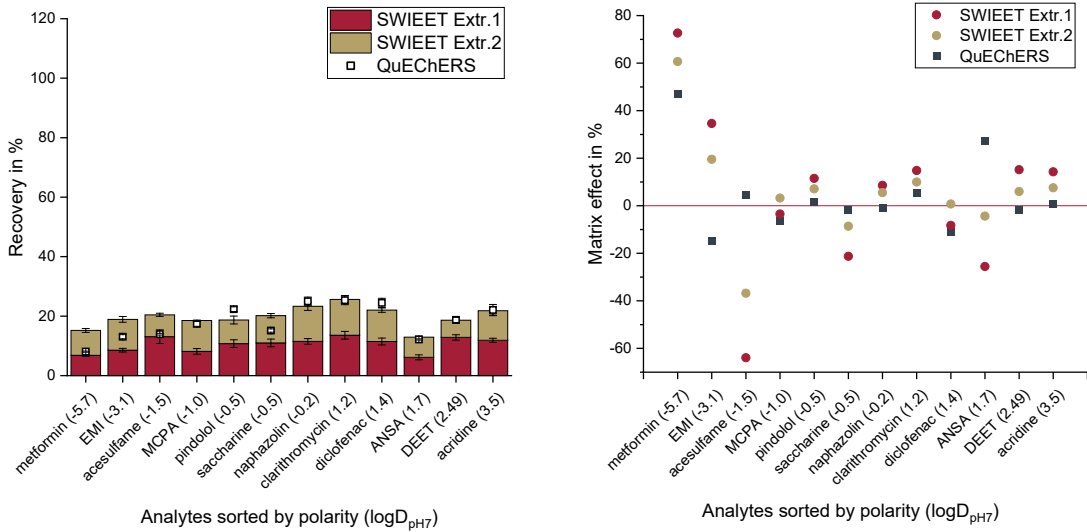 SWIEET Extr.1
SWIEET Extr.2
QuEChERS
120
100
80
60
40
20
0
Recovery in %
metformin (-5.7)
EMI (-3.1)
acesulfame (-1.5)
MCPA (-1.0)
pindolol (-0.5)
saccharine (-0.5)
naphazolin (-0.2)
clarithromycin (1.2)
diclofenac (1.4)
ANSA (1.7)
DEET (2.49)
acridine (3.5)
Analytes sorted by polarity (logD_pH7)
SWIEET Extr.1
SWIEET Extr.2
QuEChERS
80
60
40
20
0
-20
-40
-60
Matrix effect in %
metformin (-5.7)
EMI (-3.1)
acesulfame (-1.5)
MCPA (-1.0)
pindolol (-0.5)
saccharine (-0.5)
naphazolin (-0.2)
clarithromycin (1.2)
diclofenac (1.4)
ANSA (1.7)
DEET (2.49)
acridine (3.5)
Analytes sorted by polarity (logD_pH7)